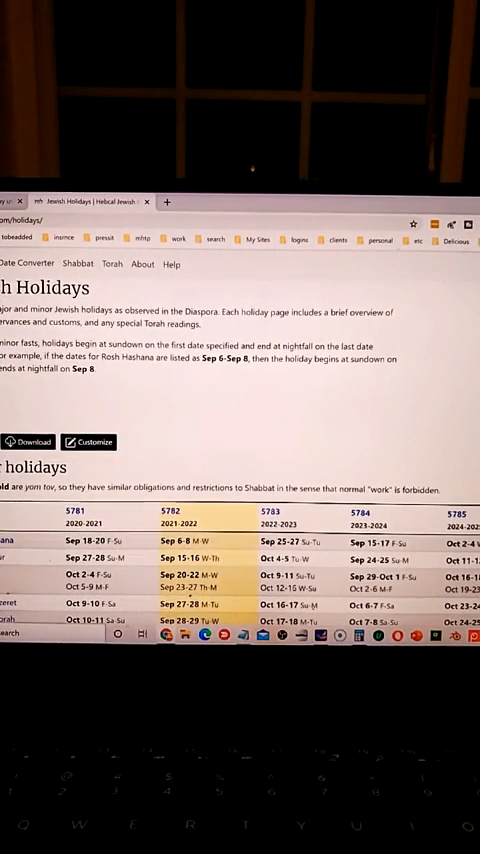 Jewish Holidays | Hebcal Jewish
om/holidays/
tobeadded insrnce pressit mhtp work search My Sites logins clients personal etc Delicious
Date Converter Shabbat Torah About Help
h Holidays
jor and minor Jewish holidays as observed in the Diaspora. Each holiday page includes a brief overview of
ervances and customs, and any special Torah readings.
minor fasts, holidays begin at sundown on the first date specified and end at nightfall on the last date
or example, if the dates for Rosh Hashana are listed as Sep 6-Sep 8, then the holiday begins at sundown on
ends at nightfall on Sep 8.
Download Customize
holidays
old are yom tov, so they have similar obligations and restrictions to Shabbat in the sense that normal "work" is forbidden.
5781 5782 5783 5784 5785
2020-2021 2021-2022 2022-2023 2023-2024 2024-202
ana Sep 18-20 F-Su Sep 6-8 M-W Sep 25-27 Su-Tu Sep 15-17 F-Su Oct 2-4
ur Sep 27-28 Su-M Sep 15-16 W-Th Oct 4-5 Tu-W Sep 24-25 Su-M Oct 11-1
Oct 2-4 F-Su Sep 20-22 M-W Oct 9-11 Su-Tu Sep 29-Oct 1 F-Su Oct 16-1
Oct 5-9 M-F Sep 23-27 Th-M Oct 12-16 W-Su Oct 2-6 M-F Oct 19-23
zeret Oct 9-10 F-Sa Sep 27-28 M-Tu Oct 16-17 Su-M Oct 6-7 F-Sa Oct 23-24
orah Oct 10-11 Sa-Su Sep 28-29 Tu-W Oct 17-18 M-Tu Oct 7-8 Sa-Su Oct 24-25
earch
Q W E R T Y U I O